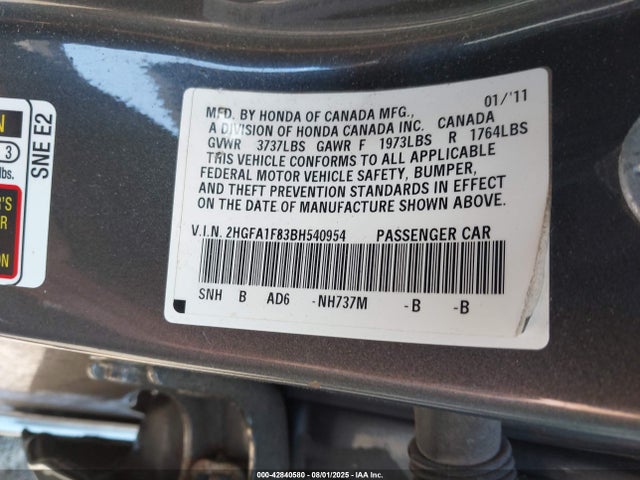 N
3
lbs.
'S
R
ON
SNE E2
01/'11
MFD. BY HONDA OF CANADA MFG.,
A DIVISION OF HONDA CANADA INC. CANADA
GVWR 3737LBS GAWR F 1973LBS R 1764LBS
THIS VEHICLE CONFORMS TO ALL APPLICABLE
FEDERAL MOTOR VEHICLE SAFETY, BUMPER,
AND THEFT PREVENTION STANDARDS IN EFFECT
ON THE DATE OF MANUFACTURE SHOWN ABOVE.
V.I.N. 2HGFA1F83BH540954 PASSENGER CAR
SNH B AD6 -NH737M -B -B
000-42840580 - 08/01/2025 - IAA Inc.